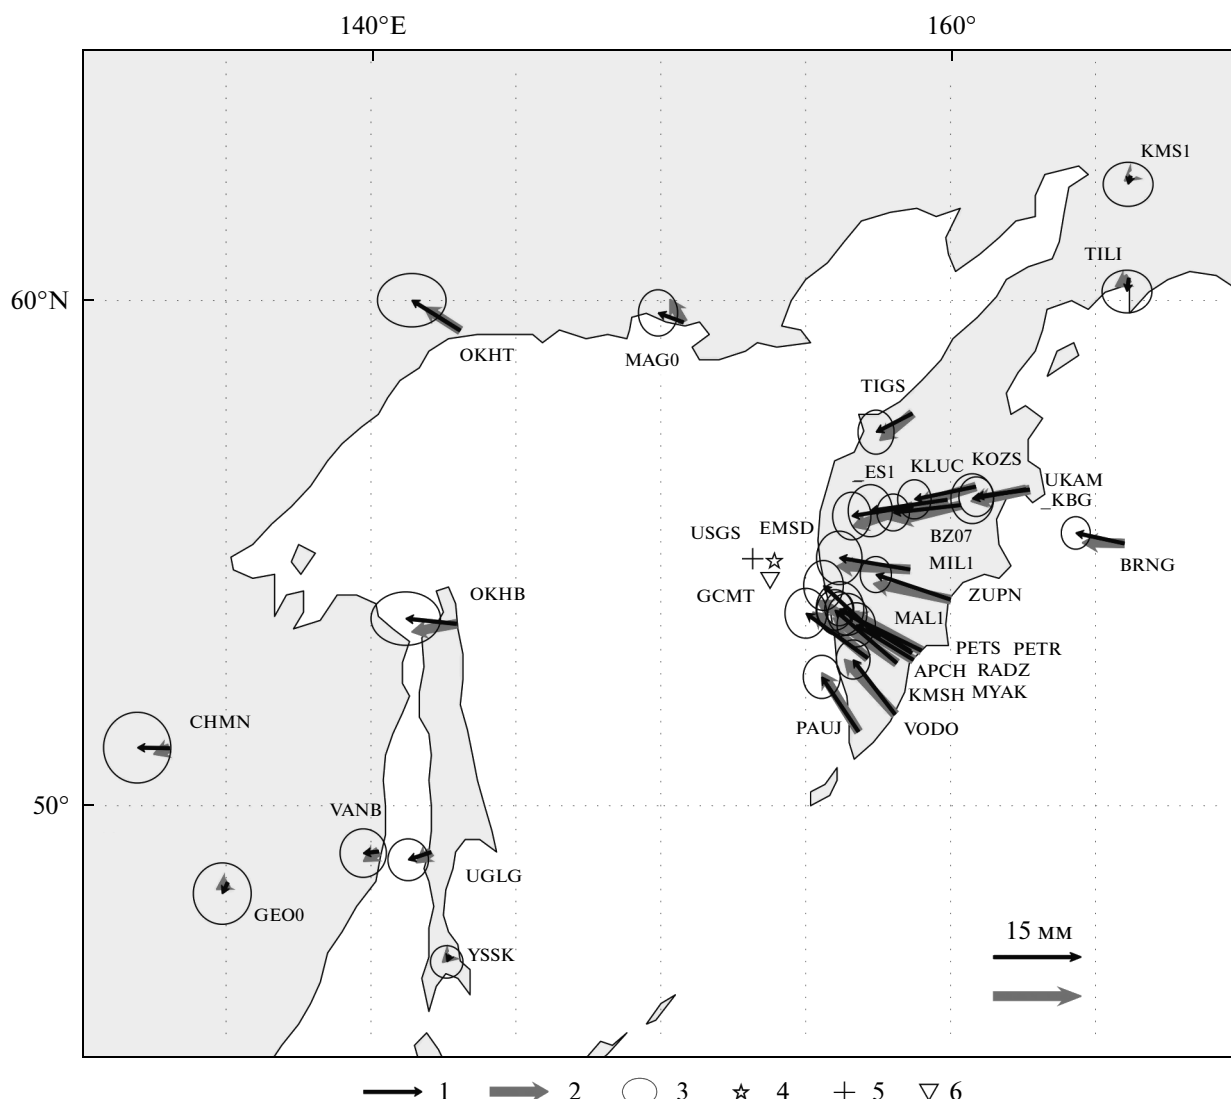 140°E 160°
KMS1
TILI
60°N
OKHT MAG0
TIGS
_ES1 KLUC KOZS
UKAM
_KBG
USGS EMSD BZ07
MIL1 BRNG
GCMT ZUPN
OKHB MAL1
PETS PETR
APCH RADZ
KMSH MYAK
CHMN PAUJ VODO
50° VANB
UGLG
GEO0
15 мм
YSSK
1 2 3 4 5 6